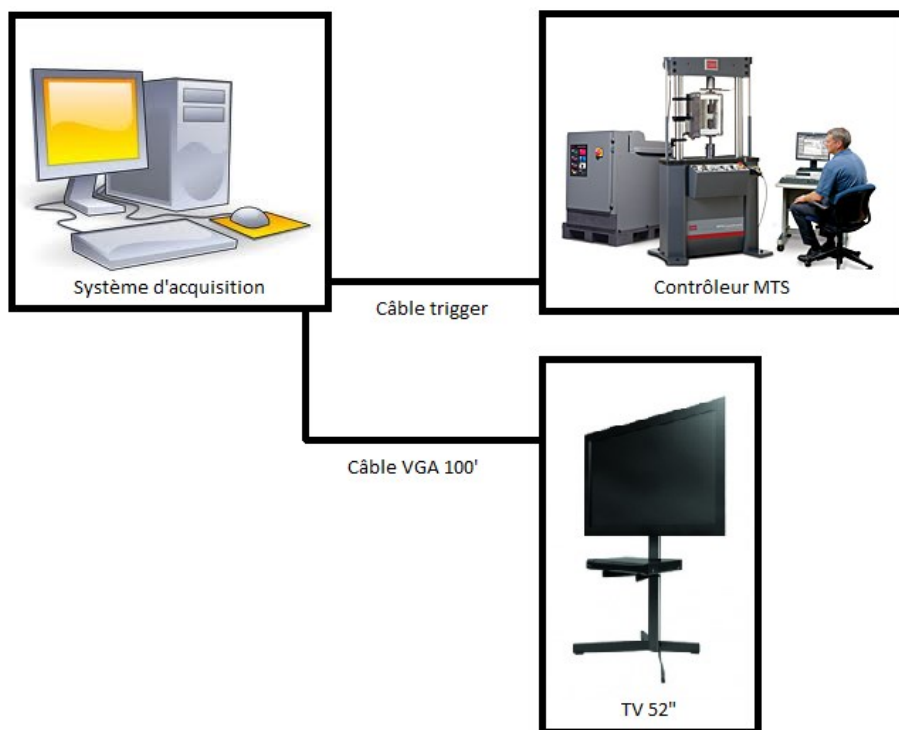 Système d'acquisition
Contrôleur MTS
Câble trigger
Câble VGA 100'
TV 52"